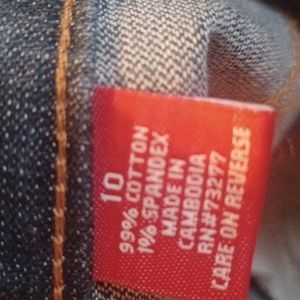 10
99% COTTON
1% SPANDEX
MADE IN
CAMBODIA
RN#73277
CARE ON REVERSE